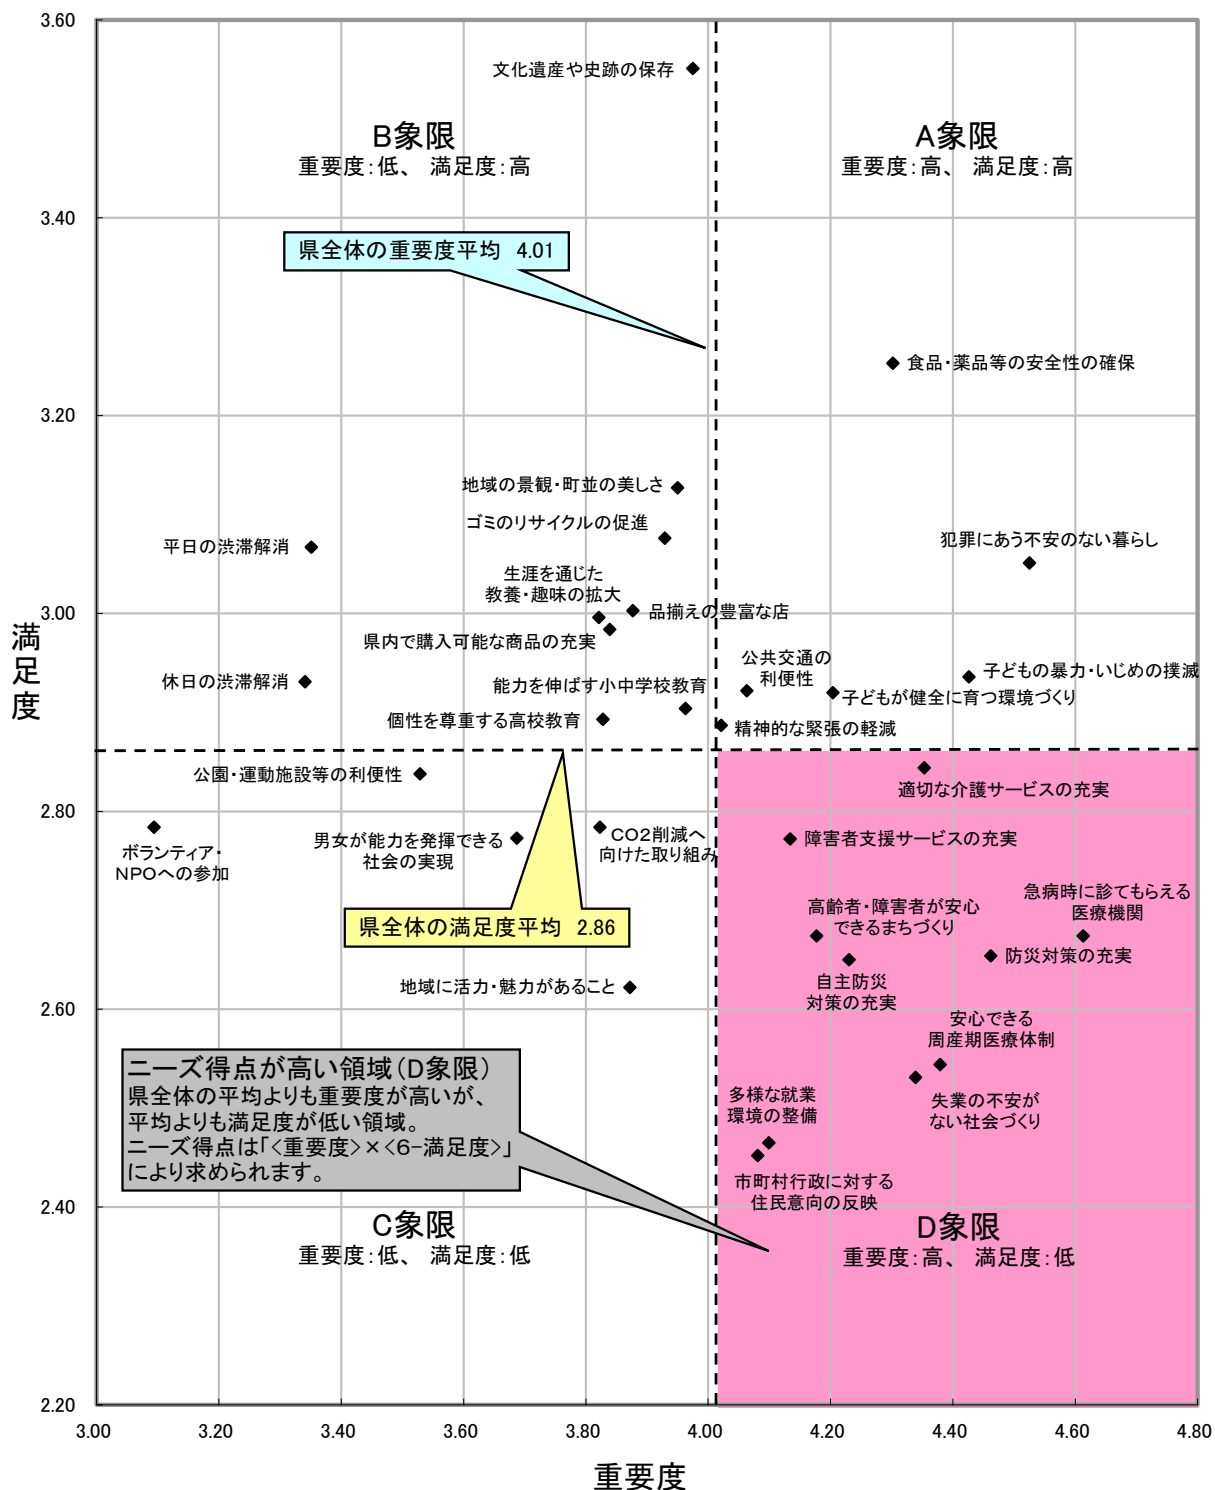 3.60
文化遺産や史跡の保存
B象限
重要度:低、 満足度:高
A象限
重要度:高、 満足度:高
3.40
県全体の重要度平均 4.01
食品・薬品等の安全性の確保
3.20
地域の景観・町並の美しさ
ゴミのリサイクルの促進
平日の渋滞解消
犯罪にあう不安のない暮らし
生涯を通じた
教養・趣味の拡大
品揃えの豊富な店
3.00
県内で購入可能な商品の充実
満足度
公共交通の
利便性
子どもの暴力・いじめの撲滅
休日の渋滞解消
能力を伸ばす小中学校教育
子どもが健全に育つ環境づくり
個性を尊重する高校教育
精神的な緊張の軽減
公園・運動施設等の利便性
適切な介護サービスの充実
2.80
ボランティア・
NPOへの参加
男女が能力を発揮できる
社会の実現
CO2削減へ
向けた取り組み
障害者支援サービスの充実
県全体の満足度平均 2.86
高齢者・障害者が安心
できるまちづくり
急病時に診てもらえる
医療機関
防災対策の充実
自主防災
対策の充実
地域に活力・魅力があること
2.60
安心できる
周産期医療体制
ニーズ得点が高い領域(D象限)
県全体の平均よりも重要度が高いが、
平均よりも満足度が低い領域。
ニーズ得点は「<重要度>×<6-満足度>」
により求められます。
多様な就業
環境の整備
失業の不安が
ない社会づくり
市町村行政に対する
住民意向の反映
2.40
C象限
重要度:低、 満足度:低
D象限
重要度:高、 満足度:低
2.20
3.00 3.20 3.40 3.60 3.80 4.00 4.20 4.40 4.60 4.80
重要度